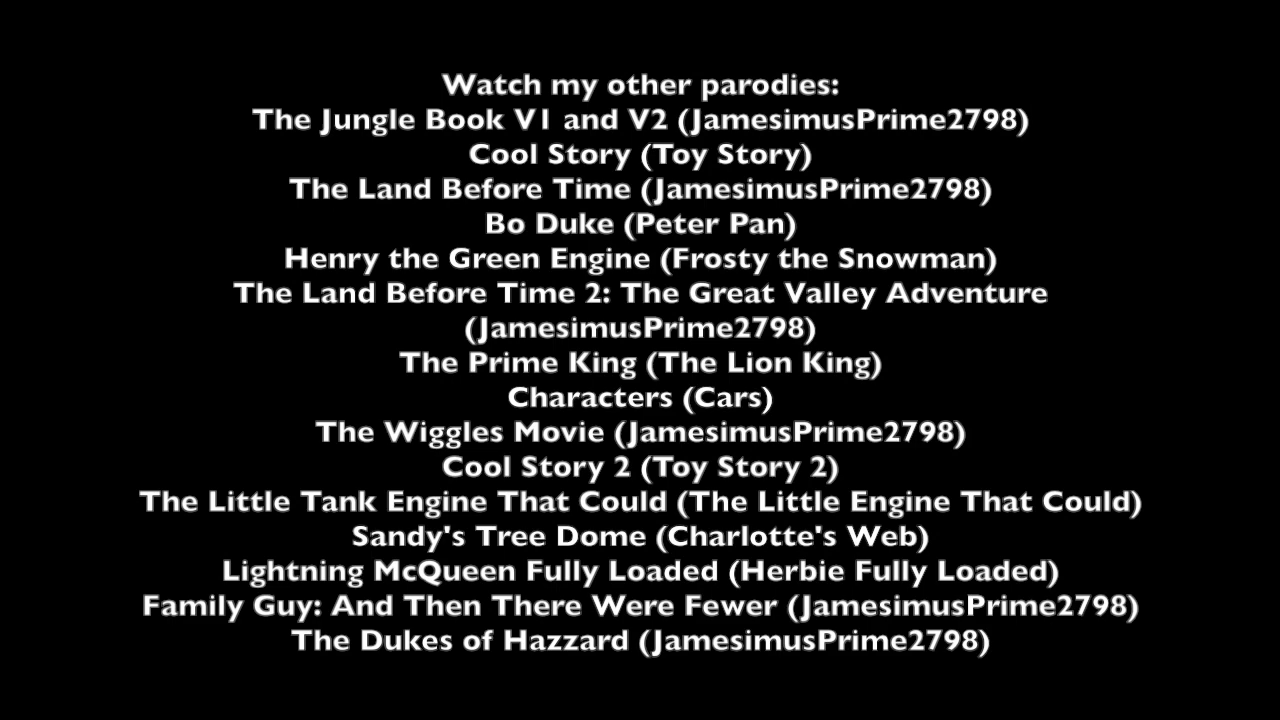 Watch my other parodies:
The Jungle Book V1 and V2 (JamesimusPrime2798)
Cool Story (Toy Story)
The Land Before Time (JamesimusPrime2798)
Bo Duke (Peter Pan)
Henry the Green Engine (Frosty the Snowman)
The Land Before Time 2: The Great Valley Adventure
(JamesimusPrime2798)
The Prime King (The Lion King)
Characters (Cars)
The Wiggles Movie (JamesimusPrime2798)
Cool Story 2 (Toy Story 2)
The Little Tank Engine That Could (The Little Engine That Could)
Sandy's Tree Dome (Charlotte's Web)
Lightning McQueen Fully Loaded (Herbie Fully Loaded)
Family Guy: And Then There Were Fewer (JamesimusPrime2798)
The Dukes of Hazzard (JamesimusPrime2798)